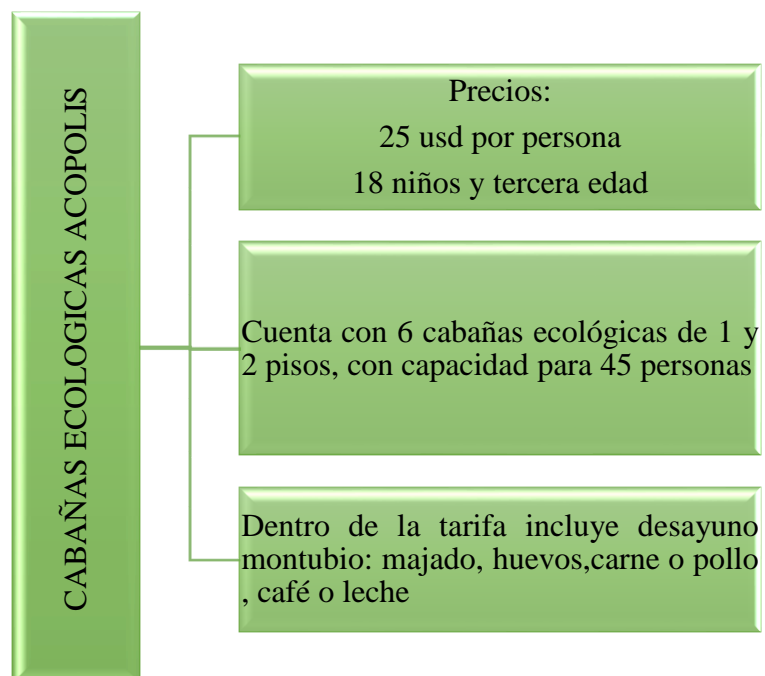 CABAÑAS ECOLOGICAS ACOPOLIS
Precios:
25 usd por persona
18 niños y tercera edad
Cuenta con 6 cabañas ecológicas de 1 y
2 pisos, con capacidad para 45 personas
Dentro de la tarifa incluye desayuno
montubio: majado, huevos,carne o pollo
, café o leche